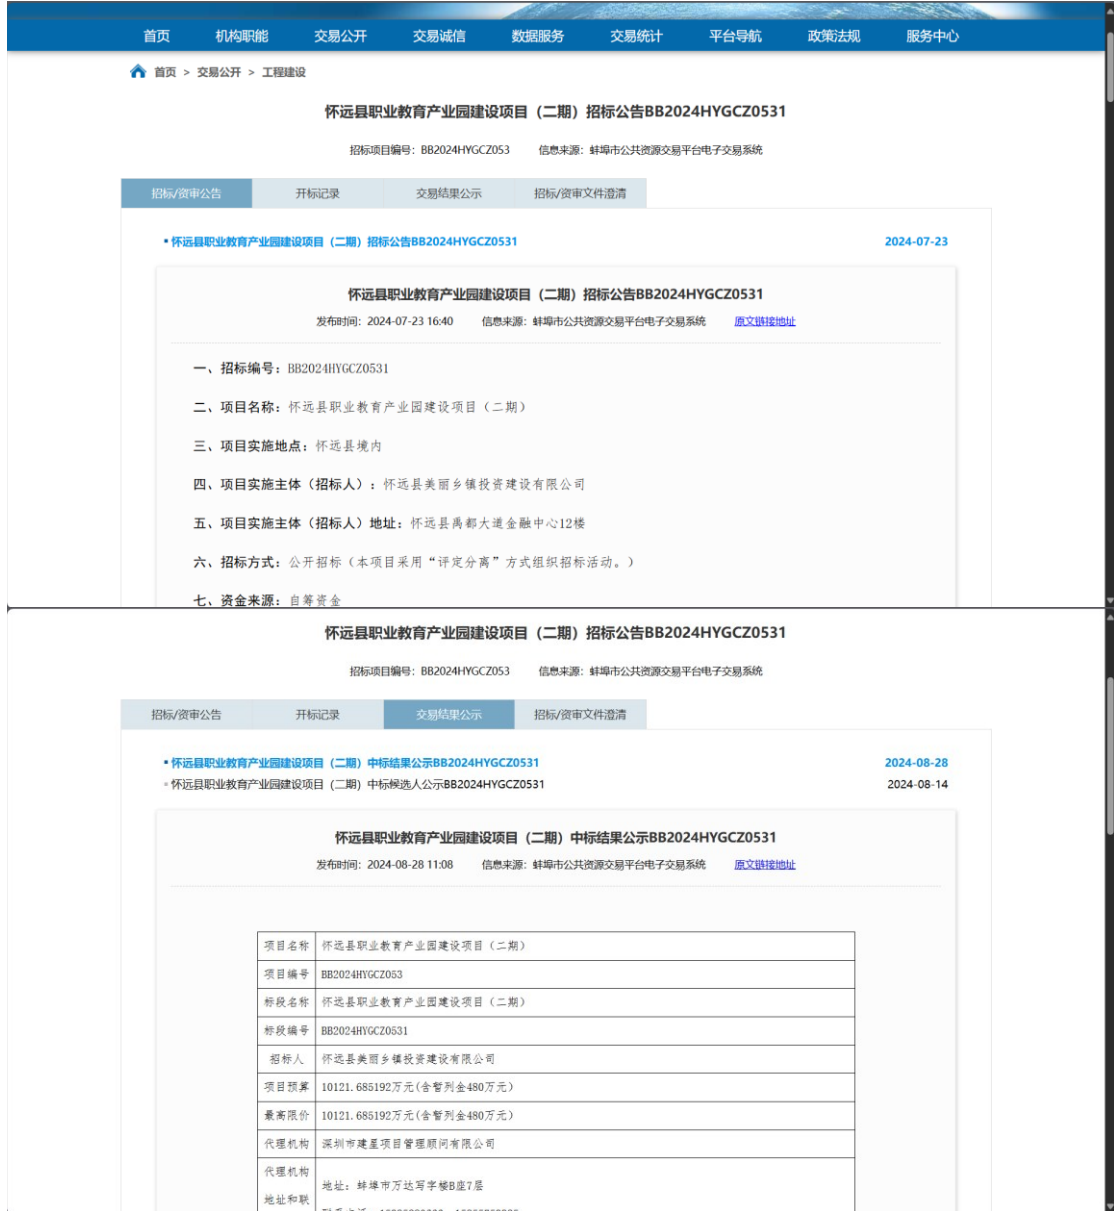 首页 机构职能 交易公开 交易诚信 数据服务 交易统计 平台导航 政策法规 服务中心
首页 > 交易公开 > 工程建设
怀远县职业教育产业园建设项目（二期）招标公告BB2024HYGCZ0531
招标项目编号：BB2024HYGCZ053 信息来源：蚌埠市公共资源交易平台电子交易系统
招标/资审公告 开标记录 交易结果公示 招标/资审文件澄清
怀远县职业教育产业园建设项目（二期）招标公告BB2024HYGCZ0531 2024-07-23
怀远县职业教育产业园建设项目（二期）招标公告BB2024HYGCZ0531
发布时间：2024-07-23 16:40 信息来源：蚌埠市公共资源交易平台电子交易系统 原文链接地址
一、招标编号：BB2024HYGCZ0531
二、项目名称：怀远县职业教育产业园建设项目（二期）
三、项目实施地点：怀远县境内
四、项目实施主体（招标人）：怀远县美丽乡镇投资建设有限公司
五、项目实施主体（招标人）地址：怀远县禹都大道金融中心12楼
六、招标方式：公开招标（本项目采用“评定分离”方式组织招标活动。）
七、资金来源：自筹资金
怀远县职业教育产业园建设项目（二期）招标公告BB2024HYGCZ0531
招标项目编号：BB2024HYGCZ053 信息来源：蚌埠市公共资源交易平台电子交易系统
招标/资审公告 开标记录 交易结果公示 招标/资审文件澄清
怀远县职业教育产业园建设项目（二期）中标结果公示BB2024HYGCZ0531 2024-08-28
怀远县职业教育产业园建设项目（二期）中标候选人公示BB2024HYGCZ0531 2024-08-14
怀远县职业教育产业园建设项目（二期）中标结果公示BB2024HYGCZ0531
发布时间：2024-08-28 11:08 信息来源：蚌埠市公共资源交易平台电子交易系统 原文链接地址
项目名称 怀远县职业教育产业园建设项目（二期）
项目编号 BB2024HYGCZ053
标段名称 怀远县职业教育产业园建设项目（二期）
标段编号 BB2024HYGCZ0531
招标人 怀远县美丽乡镇投资建设有限公司
项目预算 10121.685192万元(含暂列金480万元）
最高限价 10121.685192万元(含暂列金480万元）
代理机构 深圳市建星项目管理顾问有限公司
代理机构
地址：蚌埠市万达写字楼B座7层
地址和联